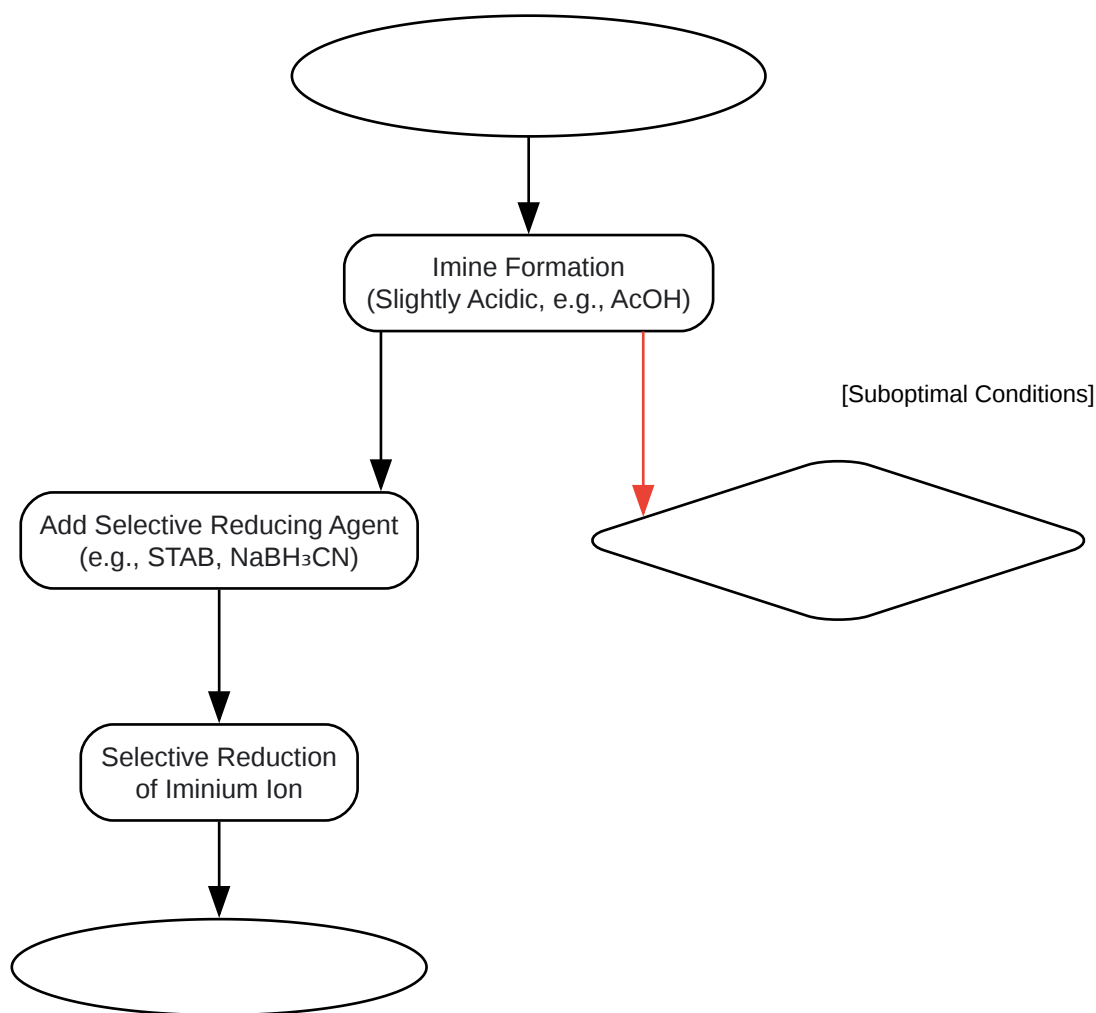 Imine Formation
(Slightly Acidic, e.g., AcOH)
[Suboptimal Conditions]
Add Selective Reducing Agent
(e.g., STAB, NaBH₃CN)
Selective Reduction
of Iminium Ion